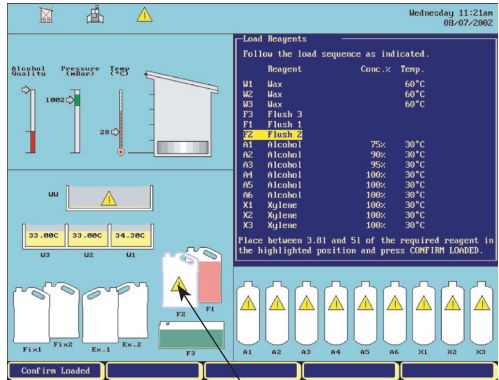 Wednesday 11:21am
08/07/2002
Load Reagents
Follow the load sequence as indicated.
Reagent Conc.% Temp.
W1 Wax 60°C
W2 Wax 60°C
W3 Wax 60°C
F3 Flush 3
F1 Flush 1
F2 Flush 2
A1 Alcohol 75% 30°C
A2 Alcohol 90% 30°C
A3 Alcohol 95% 30°C
A4 Alcohol 100% 30°C
A5 Alcohol 100% 30°C
A6 Alcohol 100% 30°C
X1 Xylene 100% 30°C
X2 Xylene 100% 30°C
X3 Xylene 100% 30°C
Place between 3.8l and 5l of the required reagent in
the highlighted position and press CONFIRM LOADED.
Alcohol Pressure Temp
Quality (mBar) (°C)
1002
28
WW
33.00C 33.00C 34.30C
W3 W2 W1
F2 F1
F3
Fix1 Fix2 Ex.1 Ex.2
A1 A2 A3 A4 A5 A6 X1 X2 X3
Confirm Loaded